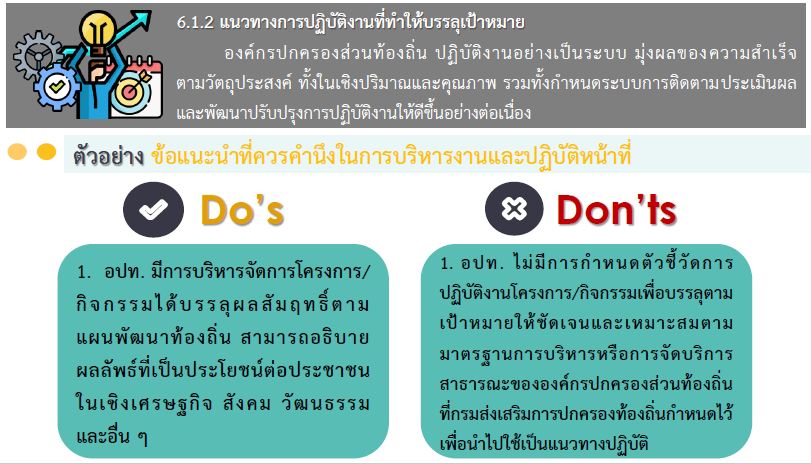 6.1.2 แนวทางการปฏิบัติงานที่ทำให้บรรลุเป้าหมาย
องค์กรปกครองส่วนท้องถิ่น ปฏิบัติงานอย่างเป็นระบบ มุ่งผลของความสำเร็จ
ตามวัตถุประสงค์ ทั้งในเชิงปริมาณและคุณภาพ รวมทั้งกำหนดระบบการติดตามประเมินผล
และพัฒนาปรับปรุงการปฏิบัติงานให้ดีขึ้นอย่างต่อเนื่อง
ตัวอย่าง ข้อแนะนำที่ควรคำนึงในการบริหารงานและปฏิบัติหน้าที่
Do's
1. อปท. มีการบริหารจัดการโครงการ/
กิจกรรมได้บรรลุผลสัมฤทธิ์ตาม
แผนพัฒนาท้องถิ่น สามารถอธิบาย
ผลลัพธ์ที่เป็นประโยชน์ต่อประชาชน
ในเชิงเศรษฐกิจ สังคม วัฒนธรรม
และอื่น ๆ
Don'ts
1. อปท. ไม่มีการกำหนดตัวชี้วัดการ
ปฏิบัติงานโครงการ/กิจกรรมเพื่อบรรลุตาม
เป้าหมายให้ชัดเจนและเหมาะสมตาม
มาตรฐานการบริหารหรือการจัดบริการ
สาธารณะขององค์กรปกครองส่วนท้องถิ่น
ที่กรมส่งเสริมการปกครองท้องถิ่นกำหนดไว้
เพื่อนำไปใช้เป็นแนวทางปฏิบัติ